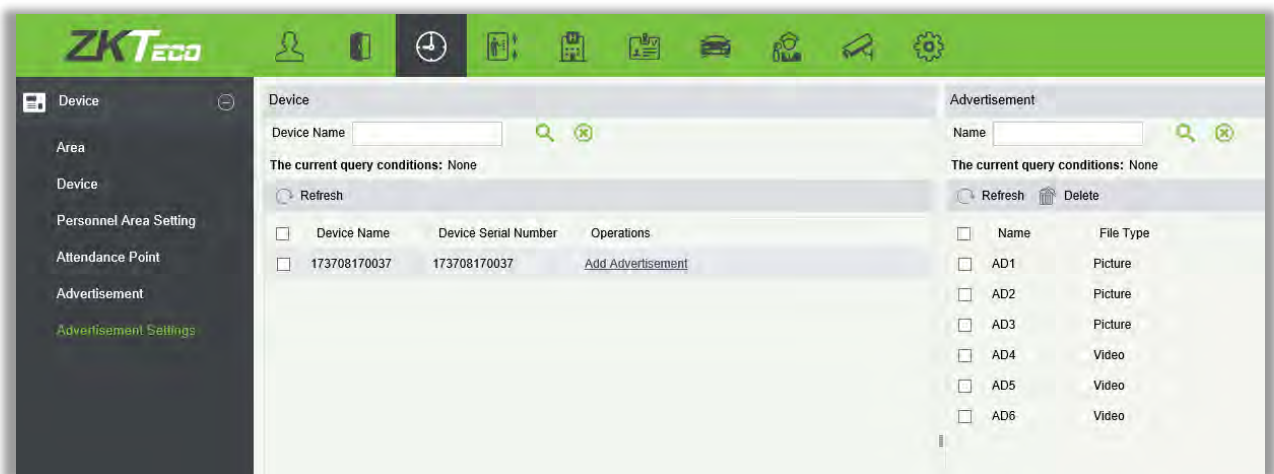 ZKTECO
Device
Area
Device
Personnel Area Setting
Attendance Point
Advertisement
Advertisement Settings
Device
Device Name
The current query conditions: None
Refresh
Device Name Device Serial Number Operations
173708170037 173708170037 Add Advertisement
Advertisement
Name
The current query conditions: None
Refresh Delete
Name File Type
AD1 Picture
AD2 Picture
AD3 Picture
AD4 Video
AD5 Video
AD6 Video